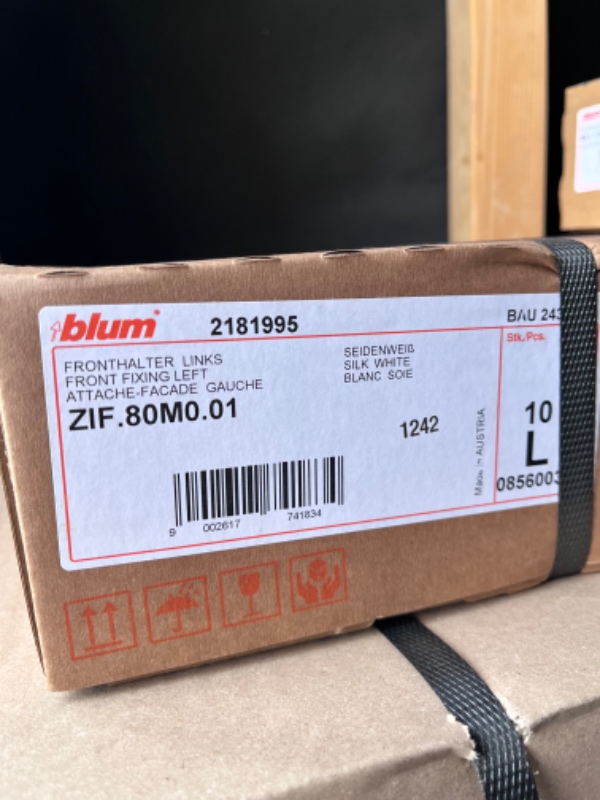 blum 2181995 BAU 243
FRONTHALTER LINKS
FRONT FIXING LEFT
ATTACHE-FACADE GAUCHE
ZIF.80M0.01
SEIDENWEIß
SILK WHITE
BLANC SOIE
1242
Made in AUSTRIA
Stk./Pcs.
10
L
0856003
9 002617 741834